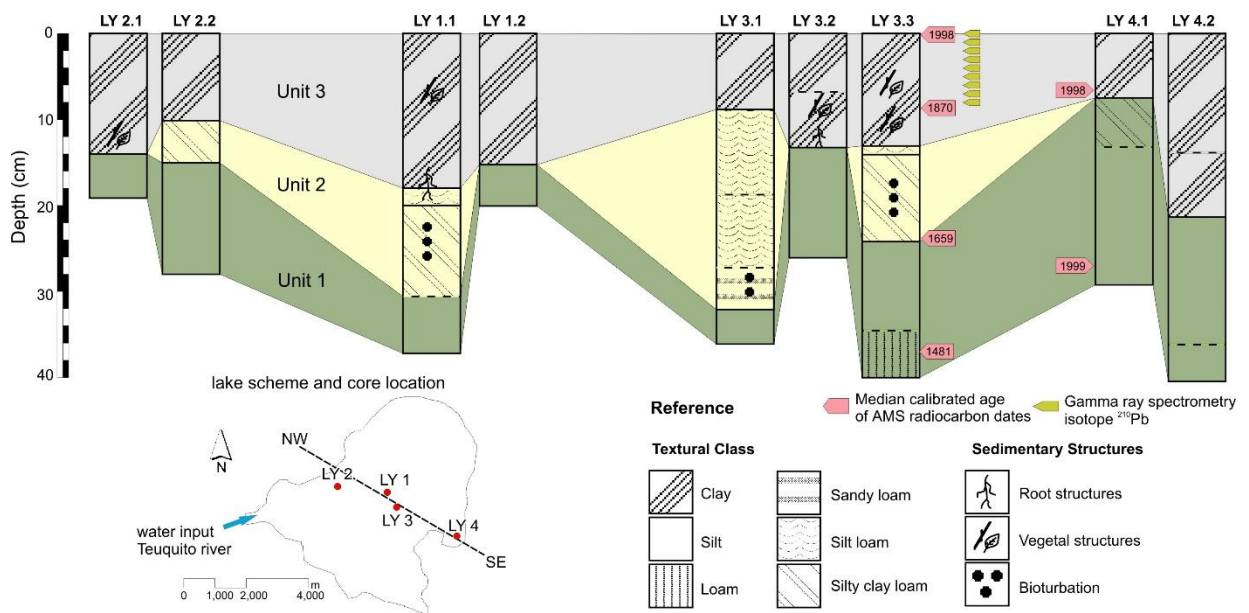 LY 2.1 LY 2.2 LY 1.1 LY 1.2 LY 3.1 LY 3.2 LY 3.3 LY 4.1 LY 4.2
0
10
20
30
40
Depth (cm)
Unit 3
Unit 2
Unit 1
1998
1870
1659
1481
1998
1999
lake scheme and core location
N
NW
LY 2
LY 1
LY 3
LY 4
SE
water input
Teuquito river
m
0 1,000 2,000 4,000
Reference
Median calibrated age
of AMS radiocarbon dates
Gamma ray spectrometry
isotope ²¹⁰Pb
Textural Class
Clay
Silt
Loam
Sandy loam
Silt loam
Silty clay loam
Sedimentary Structures
Root structures
Vegetal structures
Bioturbation